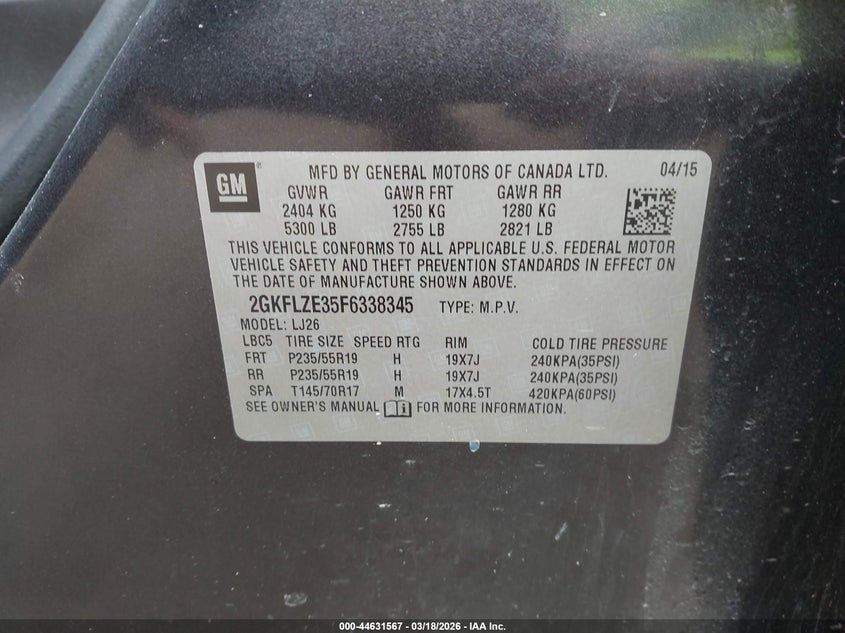 GM ®
MFD BY GENERAL MOTORS OF CANADA LTD. 04/15
GVWR GAWR FRT GAWR RR
2404 KG 1250 KG 1280 KG
5300 LB 2755 LB 2821 LB
THIS VEHICLE CONFORMS TO ALL APPLICABLE U.S. FEDERAL MOTOR
VEHICLE SAFETY AND THEFT PREVENTION STANDARDS IN EFFECT ON
THE DATE OF MANUFACTURE SHOWN ABOVE.
2GKFLZE35F6338345 TYPE: M.P.V.
MODEL: LJ26
LBC5 TIRE SIZE SPEED RTG RIM COLD TIRE PRESSURE
FRT P235/55R19 H 19X7J 240KPA(35PSI)
RR P235/55R19 H 19X7J 240KPA(35PSI)
SPA T145/70R17 M 17X4.5T 420KPA(60PSI)
SEE OWNER'S MANUAL FOR MORE INFORMATION.
000-44631567 — 03/18/2026 — IAA Inc.